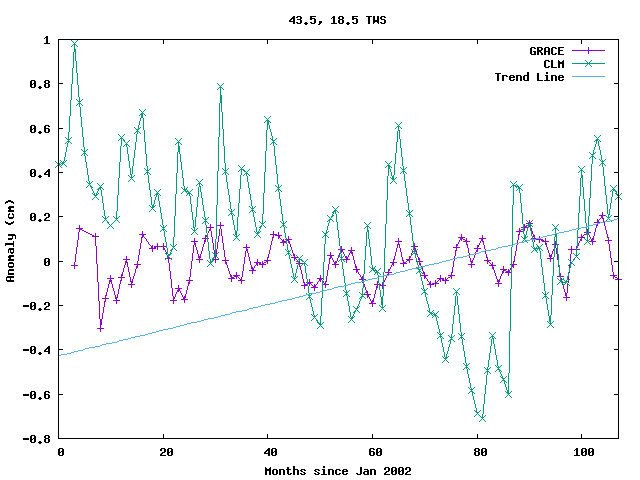 43.5, 18.5 TWS
GRACE
CLM
Trend Line
Anomaly (cm)
1
0.8
0.6
0.4
0.2
0
-0.2
-0.4
-0.6
-0.8
0 20 40 60 80 100
Months since Jan 2002